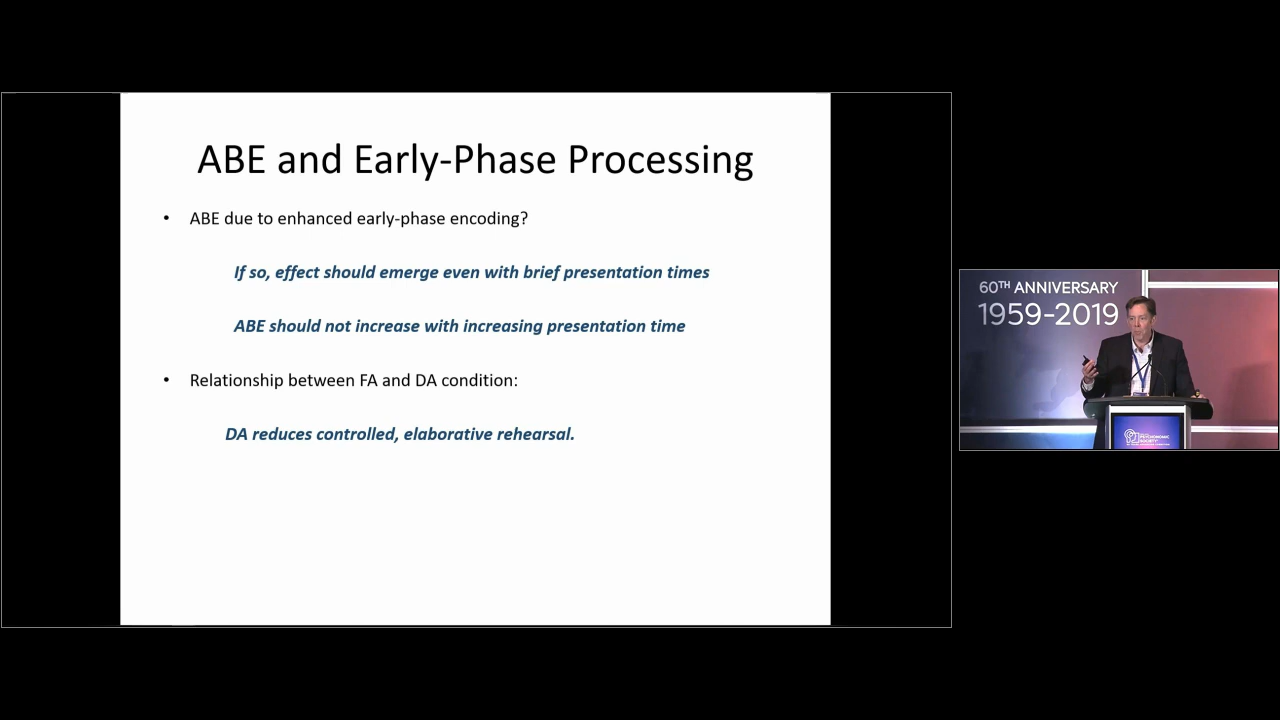 ABE and Early-Phase Processing
• ABE due to enhanced early-phase encoding?
If so, effect should emerge even with brief presentation times
ABE should not increase with increasing presentation time
• Relationship between FA and DA condition:
DA reduces controlled, elaborative rehearsal.
60TH ANNIVERSARY
1959-2019
PSYCHONOMIC
SOCIETY